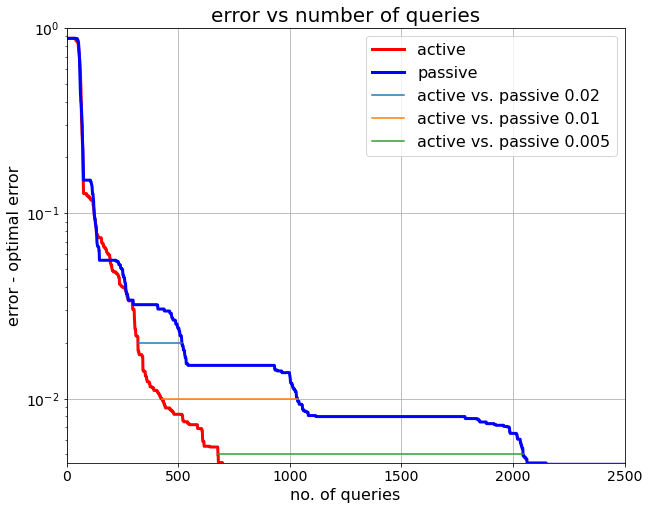 error vs number of queries
active
passive
active vs. passive 0.02
active vs. passive 0.01
active vs. passive 0.005
error - optimal error
10⁰
10⁻¹
10⁻²
0 500 1000 1500 2000 2500
no. of queries